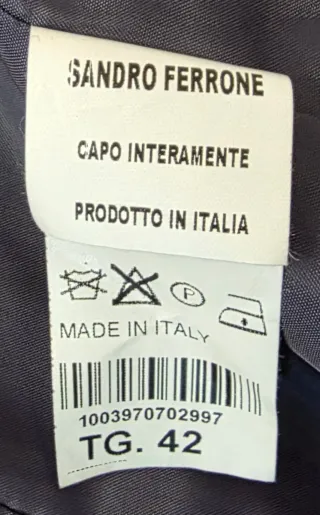 SANDRO FERRONE
CAPO INTERAMENTE
PRODOTTO IN ITALIA
P
MADE IN ITALY
1003970702997
TG. 42